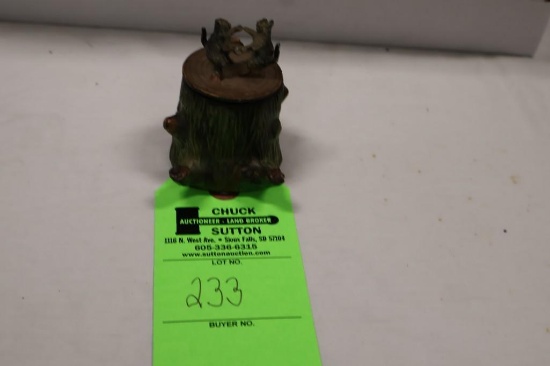 CHUCK
AUCTIONEER - LAND BROKER
SUTTON
1116 N. West Ave. • Sioux Falls, SD 57104
605-336-6315
www.suttonauction.com
LOT NO.
233
BUYER NO.